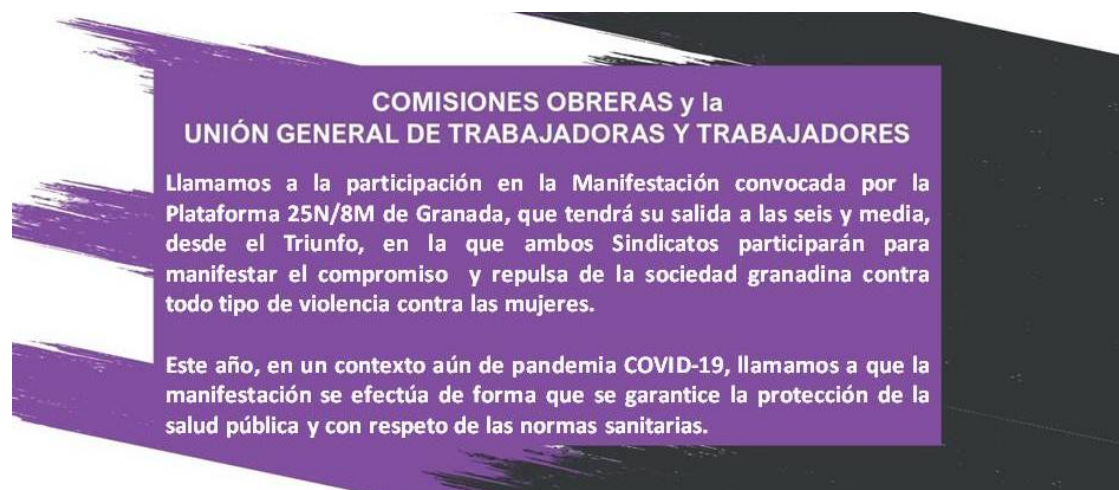 COMISIONES OBRERAS y la
UNIÓN GENERAL DE TRABAJADORAS Y TRABAJADORES
Llamamos a la participación en la Manifestación convocada por la
Plataforma 25N/8M de Granada, que tendrá su salida a las seis y media,
desde el Triunfo, en la que ambos Sindicatos participarán para
manifestar el compromiso y repulsa de la sociedad granadina contra
todo tipo de violencia contra las mujeres.
Este año, en un contexto aún de pandemia COVID-19, llamamos a que la
manifestación se efectúa de forma que se garantice la protección de la
salud pública y con respeto de las normas sanitarias.